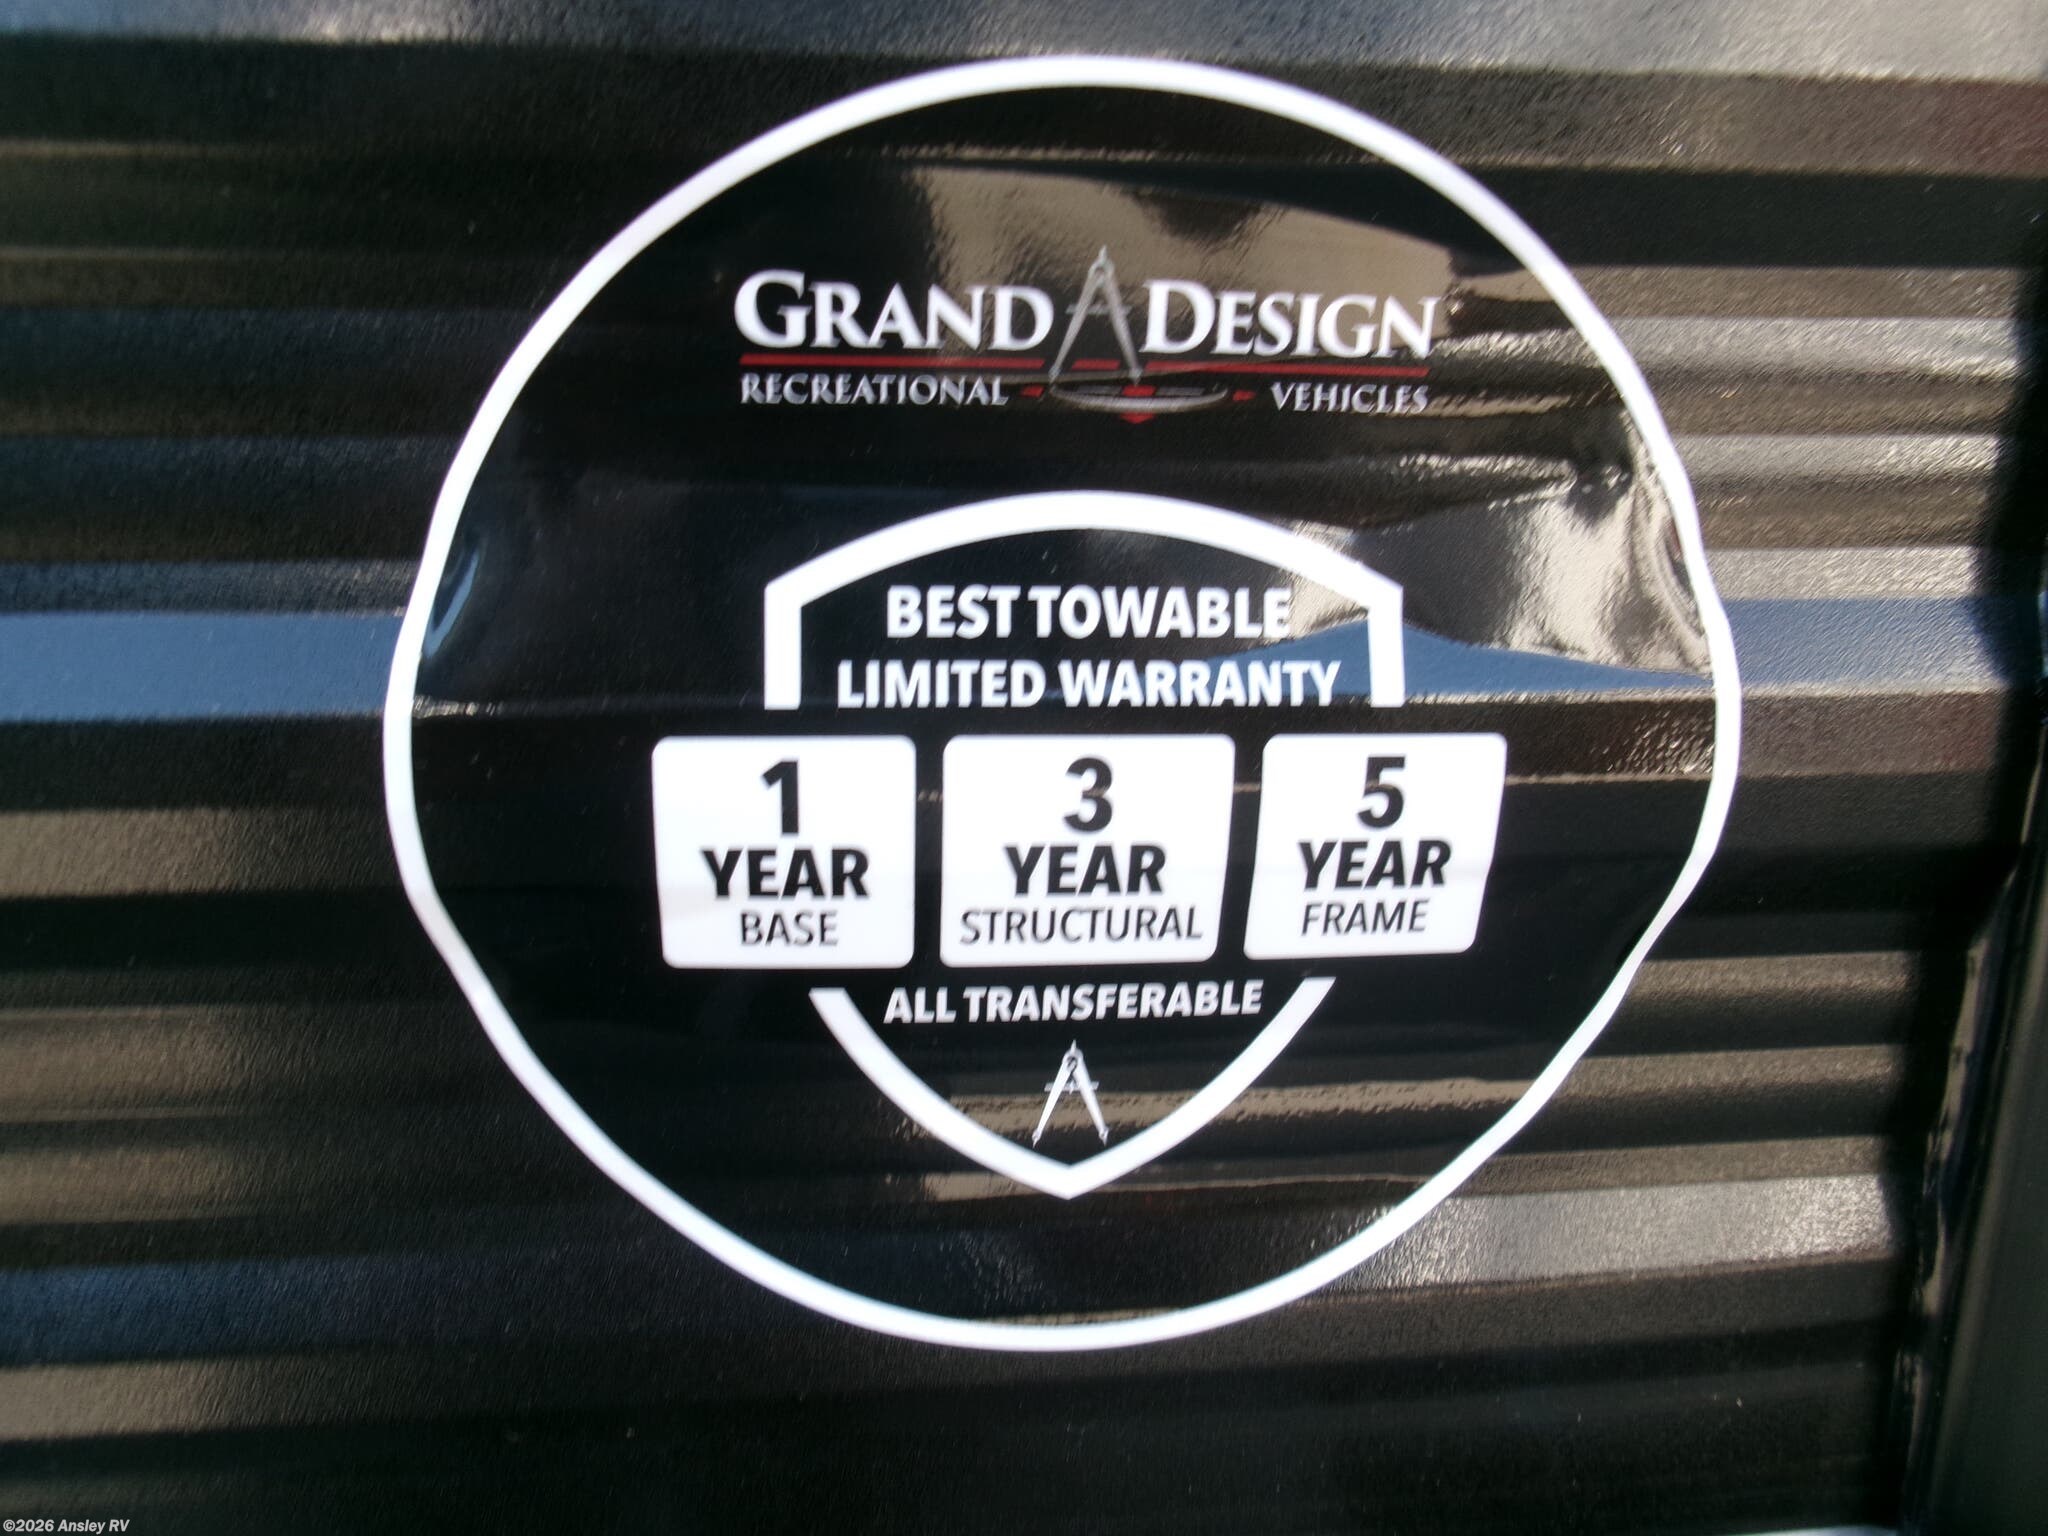 GRAND DESIGN
RECREATIONAL VEHICLES
BEST TOWABLE
LIMITED WARRANTY
1 YEAR BASE
3 YEAR STRUCTURAL
5 YEAR FRAME
ALL TRANSFERABLE
©2026 Ansley RV